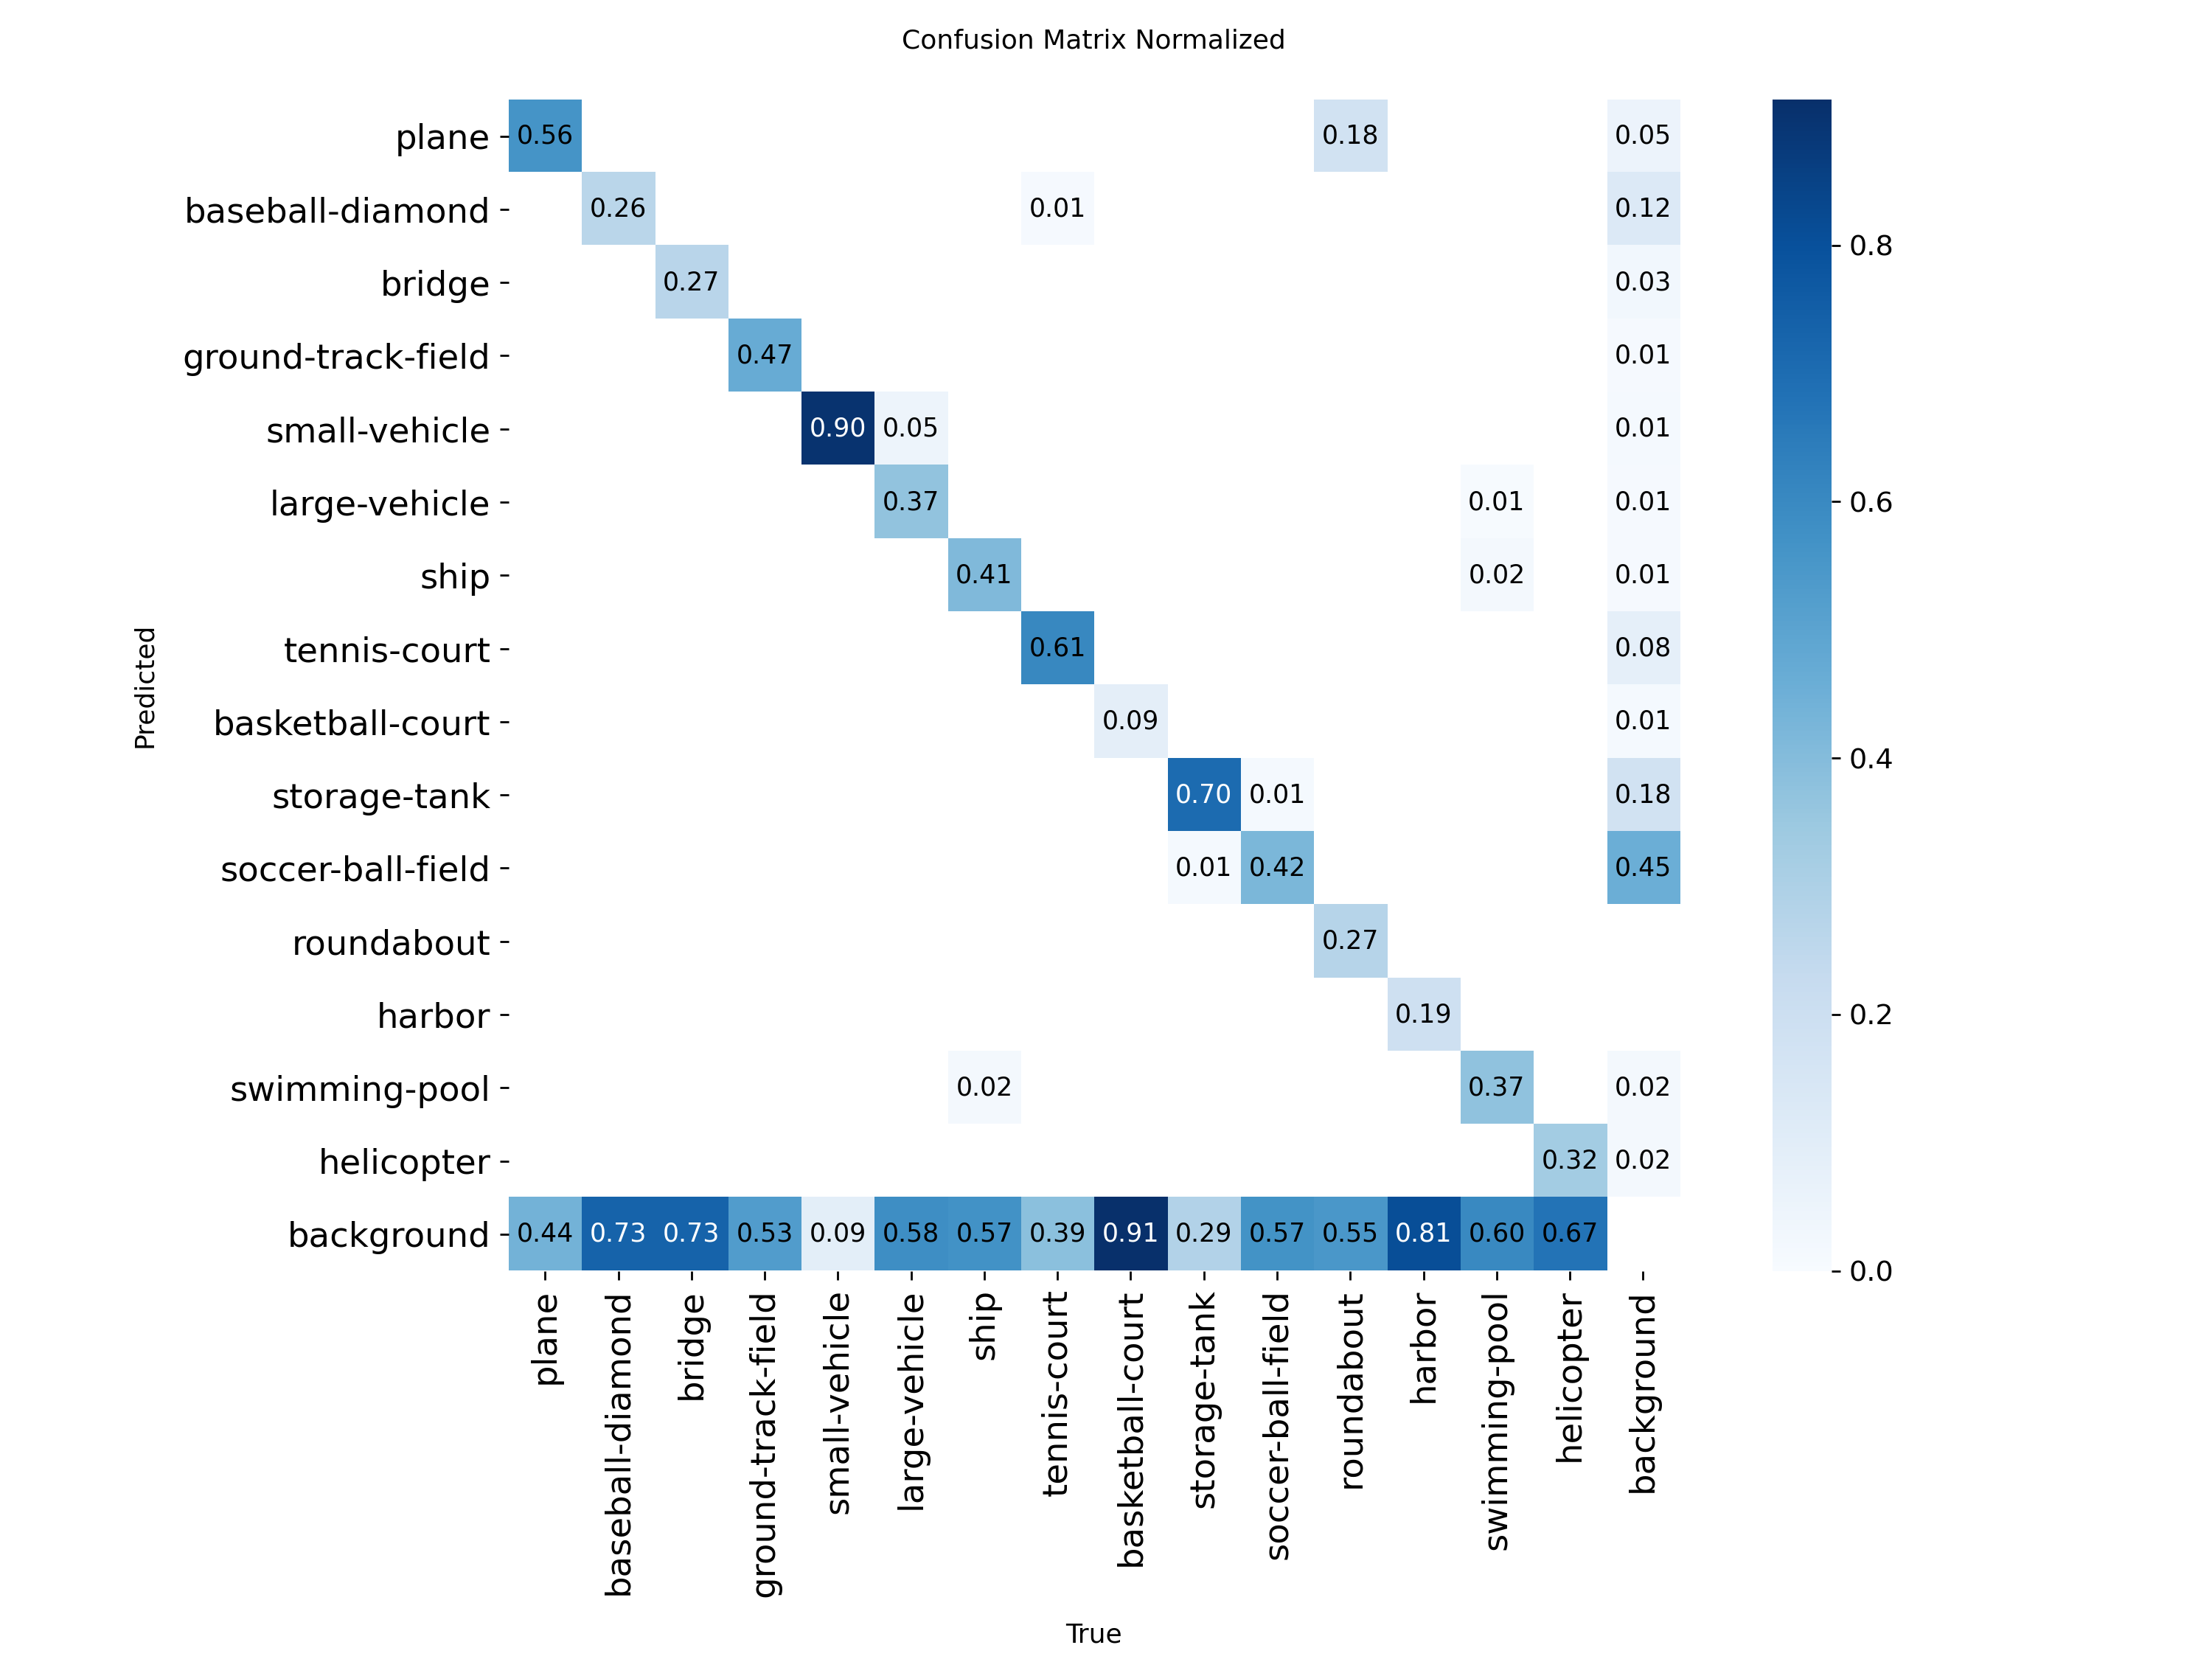 Confusion Matrix Normalized
plane 0.56 0.18 0.05
baseball-diamond 0.26 0.01 0.12
bridge 0.27 0.03
ground-track-field 0.47 0.01
small-vehicle 0.90 0.05 0.01
large-vehicle 0.37 0.01 0.01
ship 0.41 0.02 0.01
tennis-court 0.61 0.08
basketball-court 0.09 0.01
storage-tank 0.70 0.01 0.18
soccer-ball-field 0.01 0.42 0.45
roundabout 0.27
harbor 0.19
swimming-pool 0.02 0.37 0.02
helicopter 0.32 0.02
background 0.44 0.73 0.73 0.53 0.09 0.58 0.57 0.39 0.91 0.29 0.57 0.55 0.81 0.60 0.67
Predicted
plane
baseball-diamond
bridge
ground-track-field
small-vehicle
large-vehicle
ship
tennis-court
basketball-court
storage-tank
soccer-ball-field
roundabout
harbor
swimming-pool
helicopter
background
True
0.8
0.6
0.4
0.2
0.0